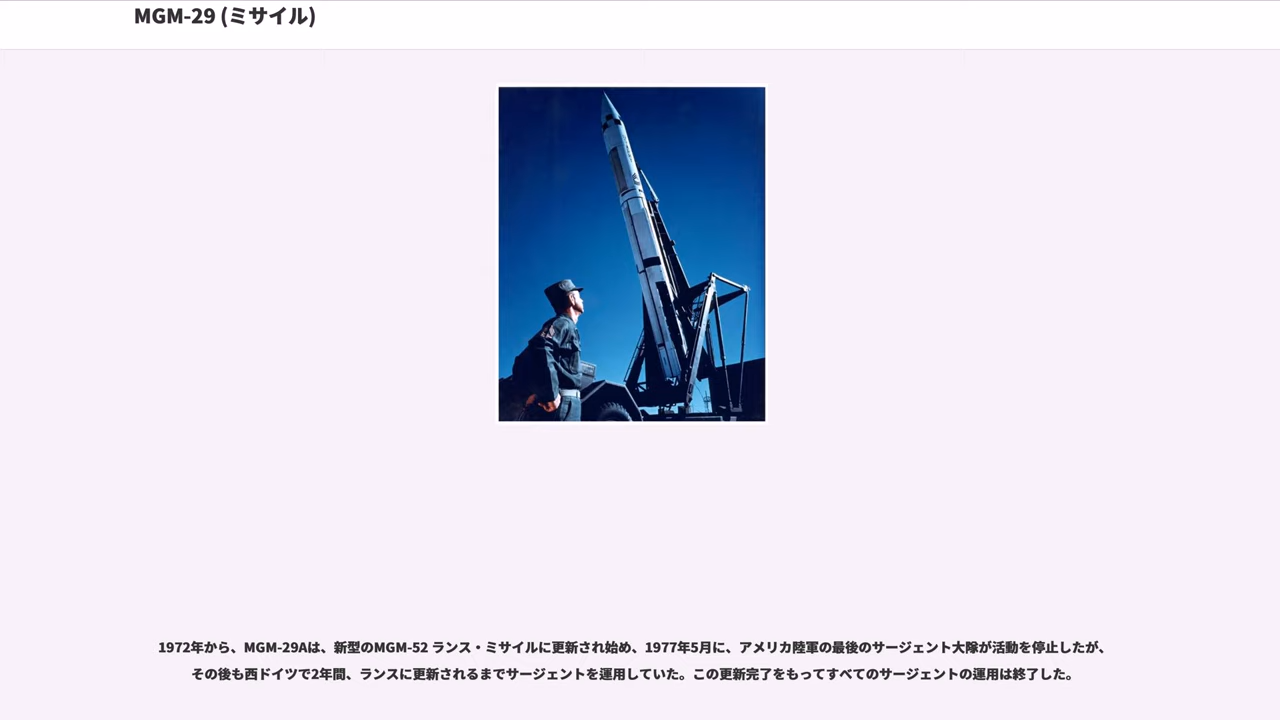 MGM-29 (ミサイル)
1972年から、MGM-29Aは、新型のMGM-52 ランス・ミサイルに更新され始め、1977年5月に、アメリカ陸軍の最後のサージェント大隊が活動を停止したが、
その後も西ドイツで2年間、ランスに更新されるまでサージェントを運用していた。この更新完了をもってすべてのサージェントの運用は終了した。